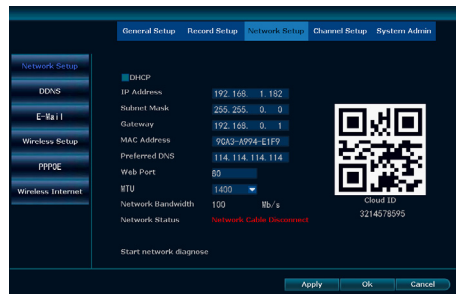 General Setup Record Setup Network Setup Channel Setup System Admin
Network Setup
DDNS
E-Mail
Wireless Setup
PPPOE
Wireless Internet
DHCP
IP Address 192.168. 1.182
Subnet Mask 255.255. 0. 0
Gateway 192.168. 0. 1
MAC Address 9CA3-A994-E1F9
Preferred DNS 114.114.114.114
Web Port 80
MTU 1400
Network Bandwidth 100 Mb/s
Network Status Network Cable Disconnect
Cloud ID
3214578595
Start network diagnose
Apply Ok Cancel